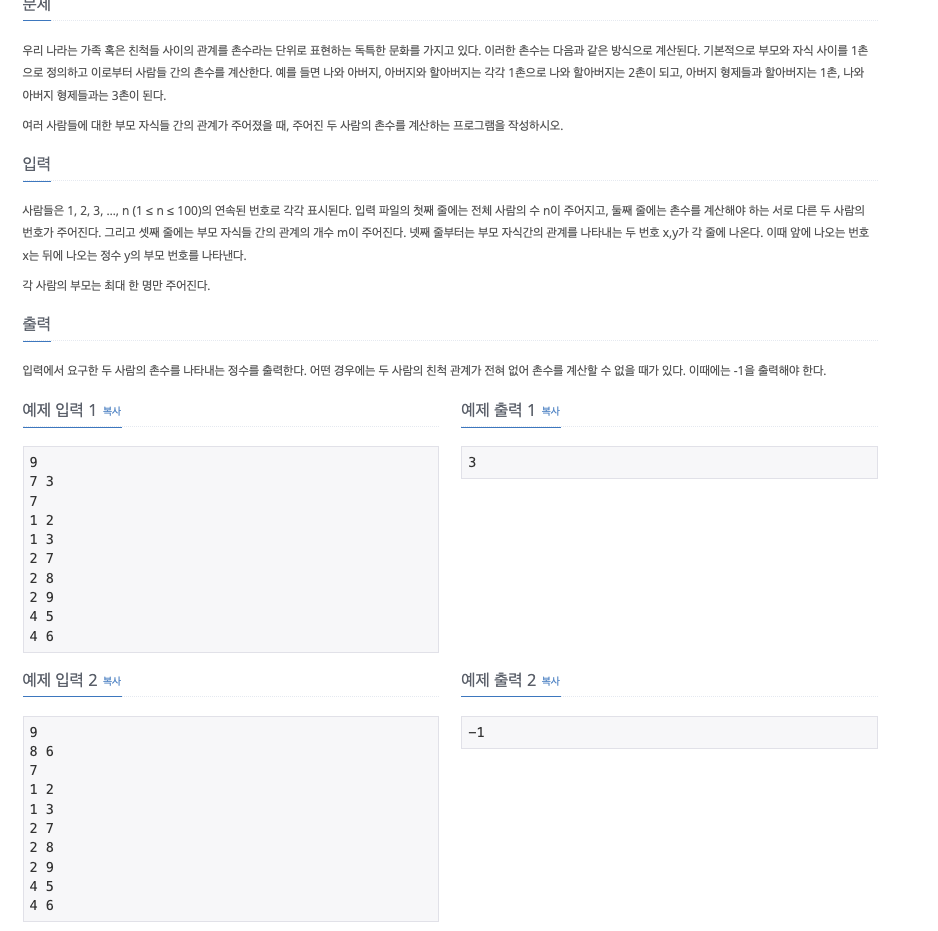 문제
우리 나라는 가족 혹은 친척들 사이의 관계를 촌수라는 단위로 표현하는 독특한 문화를 가지고 있다. 이러한 촌수는 다음과 같은 방식으로 계산된다. 기본적으로 부모와 자식 사이를 1촌
으로 정의하고 이로부터 사람들 간의 촌수를 계산한다. 예를 들면 나와 아버지, 아버지와 할아버지는 각각 1촌으로 나와 할아버지는 2촌이 되고, 아버지 형제들과 할아버지는 1촌, 나와
아버지 형제들과는 3촌이 된다.
여러 사람들에 대한 부모 자식들 간의 관계가 주어졌을 때, 주어진 두 사람의 촌수를 계산하는 프로그램을 작성하시오.
입력
사람들은 1, 2, 3, …, n (1 ≤ n ≤ 100)의 연속된 번호로 각각 표시된다. 입력 파일의 첫째 줄에는 전체 사람의 수 n이 주어지고, 둘째 줄에는 촌수를 계산해야 하는 서로 다른 두 사람의
번호가 주어진다. 그리고 셋째 줄에는 부모 자식들 간의 관계의 개수 m이 주어진다. 넷째 줄부터는 부모 자식간의 관계를 나타내는 두 번호 x,y가 각 줄에 나온다. 이때 앞에 나오는 번호
x는 뒤에 나오는 정수 y의 부모 번호를 나타낸다.
각 사람의 부모는 최대 한 명만 주어진다.
출력
입력에서 요구한 두 사람의 촌수를 나타내는 정수를 출력한다. 어떤 경우에는 두 사람의 친척 관계가 전혀 없어 촌수를 계산할 수 없을 때가 있다. 이때에는 -1을 출력해야 한다.
예제 입력 1 복사
9
7 3
7
1 2
1 3
2 7
2 8
2 9
4 5
4 6
예제 출력 1 복사
3
예제 입력 2 복사
9
8 6
7
1 2
1 3
2 7
2 8
2 9
4 5
4 6
예제 출력 2 복사
-1